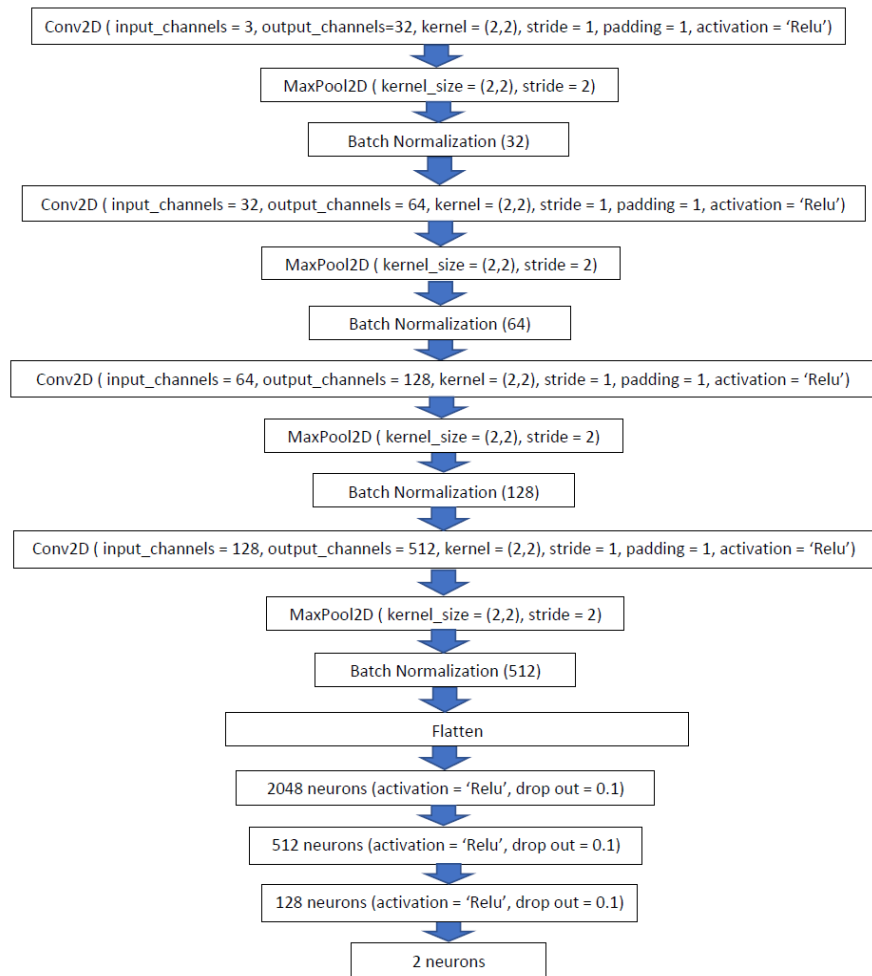 Conv2D ( input_channels = 3, output_channels=32, kernel = (2,2), stride = 1, padding = 1, activation = ‘Relu’)
MaxPool2D ( kernel_size = (2,2), stride = 2)
Batch Normalization (32)
Conv2D ( input_channels = 32, output_channels = 64, kernel = (2,2), stride = 1, padding = 1, activation = ‘Relu’)
MaxPool2D ( kernel_size = (2,2), stride = 2)
Batch Normalization (64)
Conv2D ( input_channels = 64, output_channels = 128, kernel = (2,2), stride = 1, padding = 1, activation = ‘Relu’)
MaxPool2D ( kernel_size = (2,2), stride = 2)
Batch Normalization (128)
Conv2D ( input_channels = 128, output_channels = 512, kernel = (2,2), stride = 1, padding = 1, activation = ‘Relu’)
MaxPool2D ( kernel_size = (2,2), stride = 2)
Batch Normalization (512)
Flatten
2048 neurons (activation = ‘Relu’, drop out = 0.1)
512 neurons (activation = ‘Relu’, drop out = 0.1)
128 neurons (activation = ‘Relu’, drop out = 0.1)
2 neurons